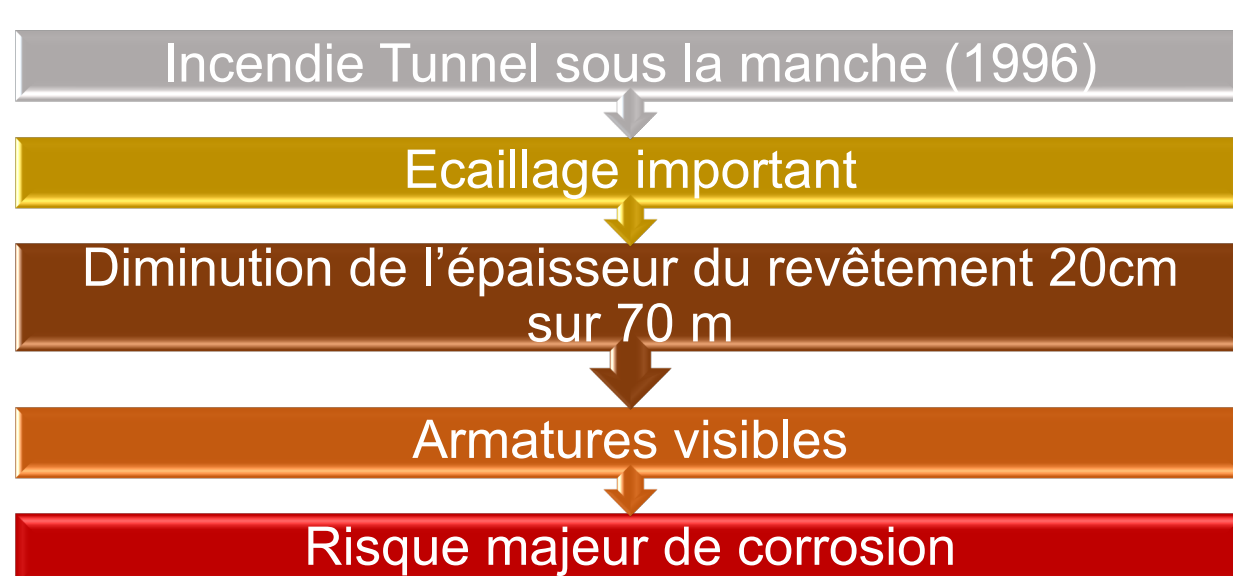 Incendie Tunnel sous la manche (1996)
Ecaillage important
Diminution de l'épaisseur du revêtement 20cm
sur 70 m
Armatures visibles
Risque majeur de corrosion